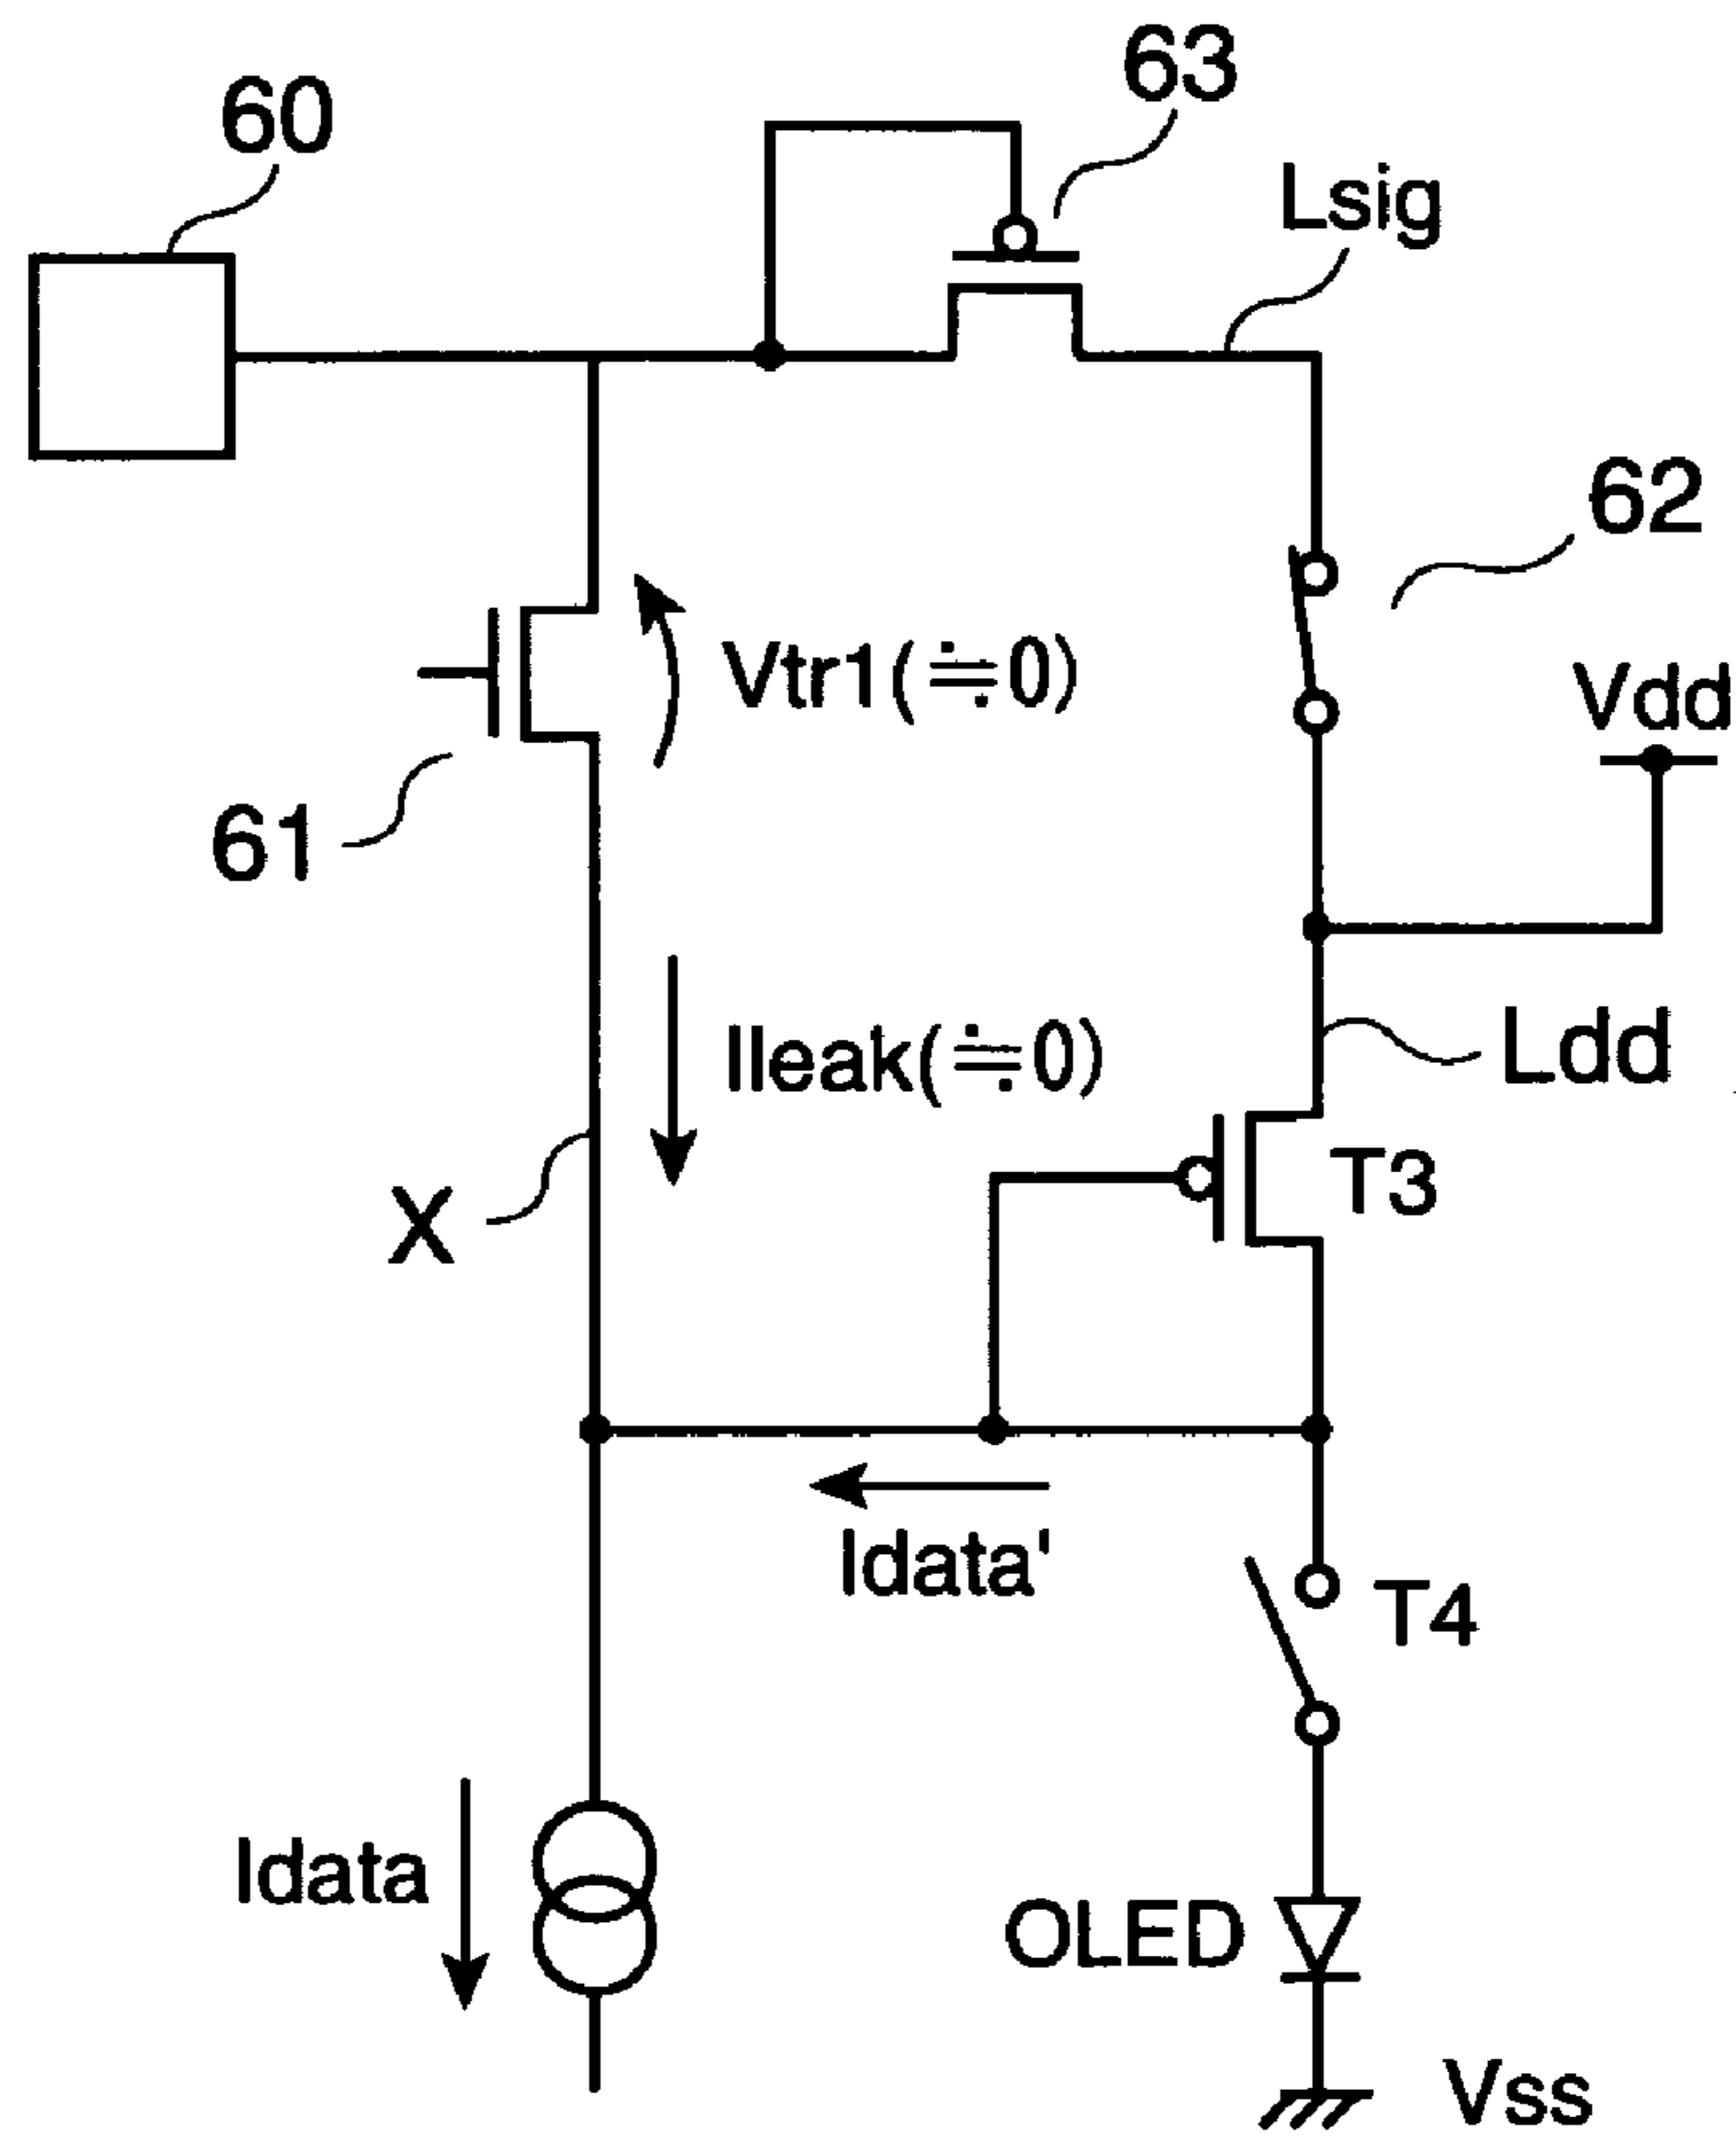 63
60
Lsig
62
Vtr1(≒0)
Vdd
61
Ileak(≒0)
Ldd
T3
X
Idata'
T4
Idata
OLED
Vss